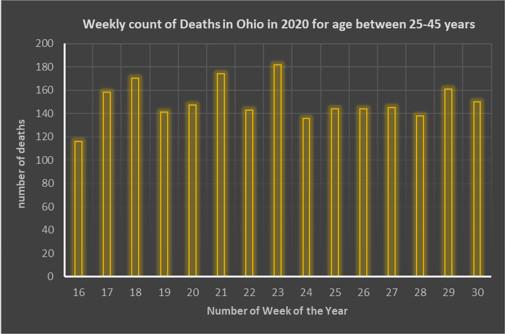 Weekly count of Deaths in Ohio in 2020 for age between 25-45 years
number of deaths
200
180
160
140
120
100
80
60
40
20
0
16 17 18 19 20 21 22 23 24 25 26 27 28 29 30
Number of Week of the Year